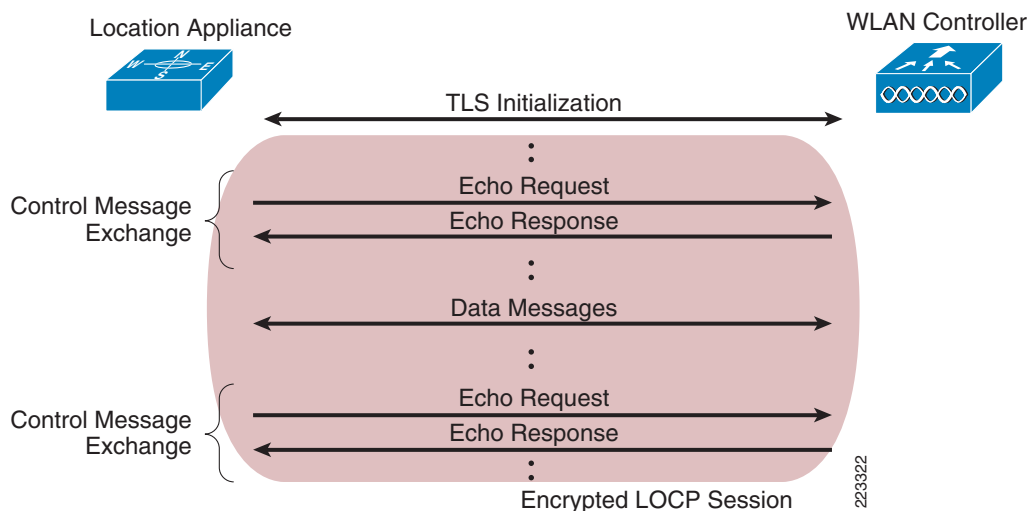 Location Appliance
WLAN Controller
N
W
E
S
TLS Initialization
Echo Request
Control Message
Exchange
Echo Response
Data Messages
Echo Request
Control Message
Exchange
Echo Response
Encrypted LOCP Session
223322